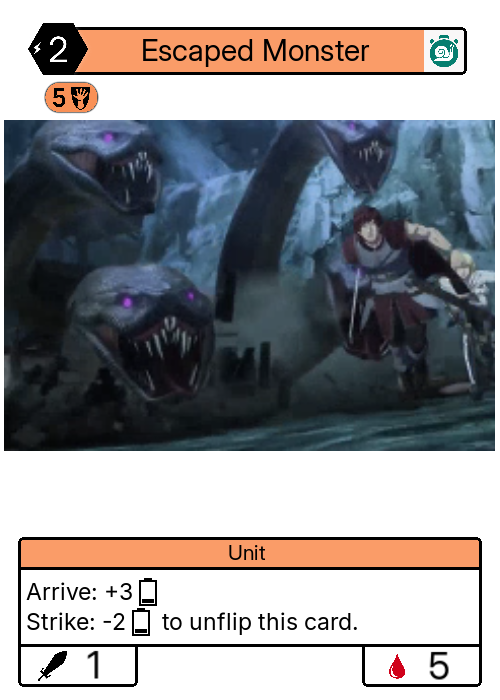 2 Escaped Monster
5
Unit
Arrive: +3
Strike: -2 to unflip this card.
1 5